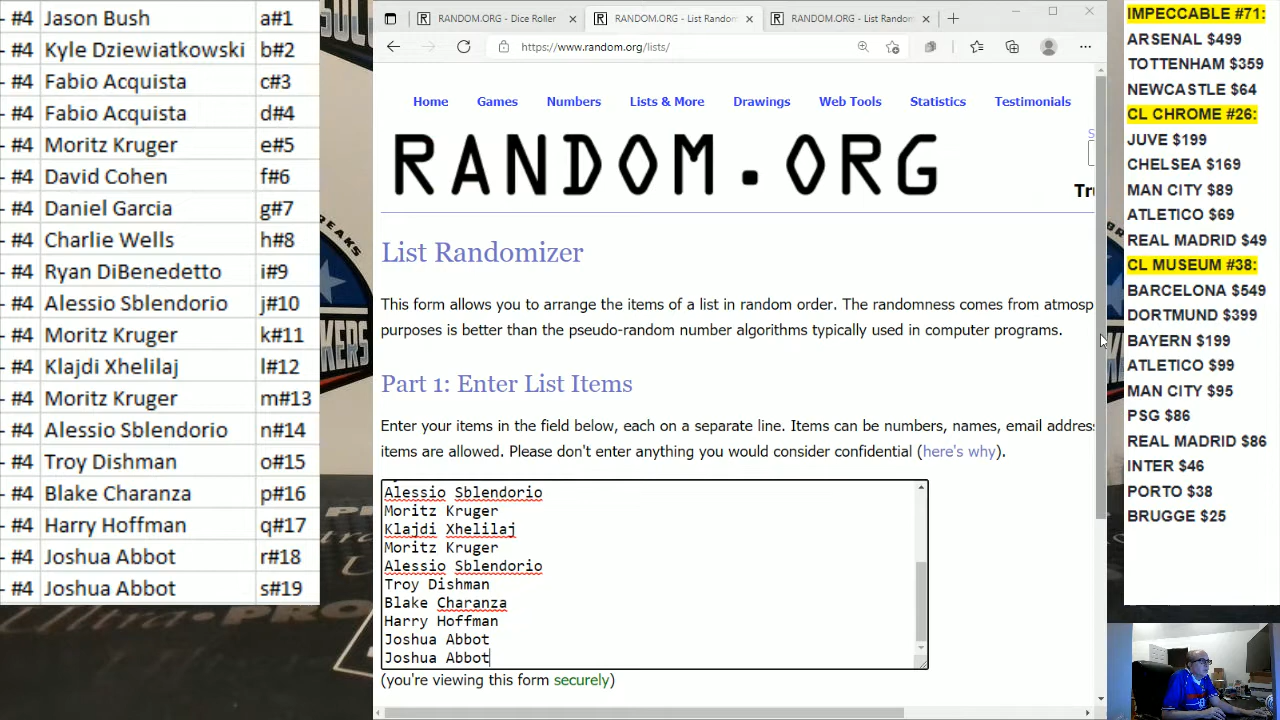 - #4 Jason Bush a#1
- #4 Kyle Dziewiatkowski b#2
- #4 Fabio Acquista c#3
- #4 Fabio Acquista d#4
- #4 Moritz Kruger e#5
- #4 David Cohen f#6
- #4 Daniel Garcia g#7
- #4 Charlie Wells h#8
- #4 Ryan DiBenedetto i#9
- #4 Alessio Sblendorio j#10
- #4 Moritz Kruger k#11
- #4 Klajdi Xhelilaj l#12
- #4 Moritz Kruger m#13
- #4 Alessio Sblendorio n#14
- #4 Troy Dishman o#15
- #4 Blake Charanza p#16
- #4 Harry Hoffman q#17
- #4 Joshua Abbot r#18
- #4 Joshua Abbot s#19
RANDOM.ORG - Dice Roller
RANDOM.ORG - List Random
RANDOM.ORG - List Random
https://www.random.org/lists/
Home Games Numbers Lists & More Drawings Web Tools Statistics Testimonials
RANDOM.ORG
List Randomizer
This form allows you to arrange the items of a list in random order. The randomness comes from atmosp
purposes is better than the pseudo-random number algorithms typically used in computer programs.
Part 1: Enter List Items
Enter your items in the field below, each on a separate line. Items can be numbers, names, email addres
items are allowed. Please don't enter anything you would consider confidential (here's why).
Alessio Sblendorio
Moritz Kruger
Klajdi Xhelilaj
Moritz Kruger
Alessio Sblendorio
Troy Dishman
Blake Charanza
Harry Hoffman
Joshua Abbot
Joshua Abbot
(you're viewing this form securely)
IMPECCABLE #71:
ARSENAL $499
TOTTENHAM $359
NEWCASTLE $64
CL CHROME #26:
JUVE $199
CHELSEA $169
MAN CITY $89
ATLETICO $69
REAL MADRID $49
CL MUSEUM #38:
BARCELONA $549
DORTMUND $399
BAYERN $199
ATLETICO $99
MAN CITY $95
PSG $86
REAL MADRID $86
INTER $46
PORTO $38
BRUGGE $25